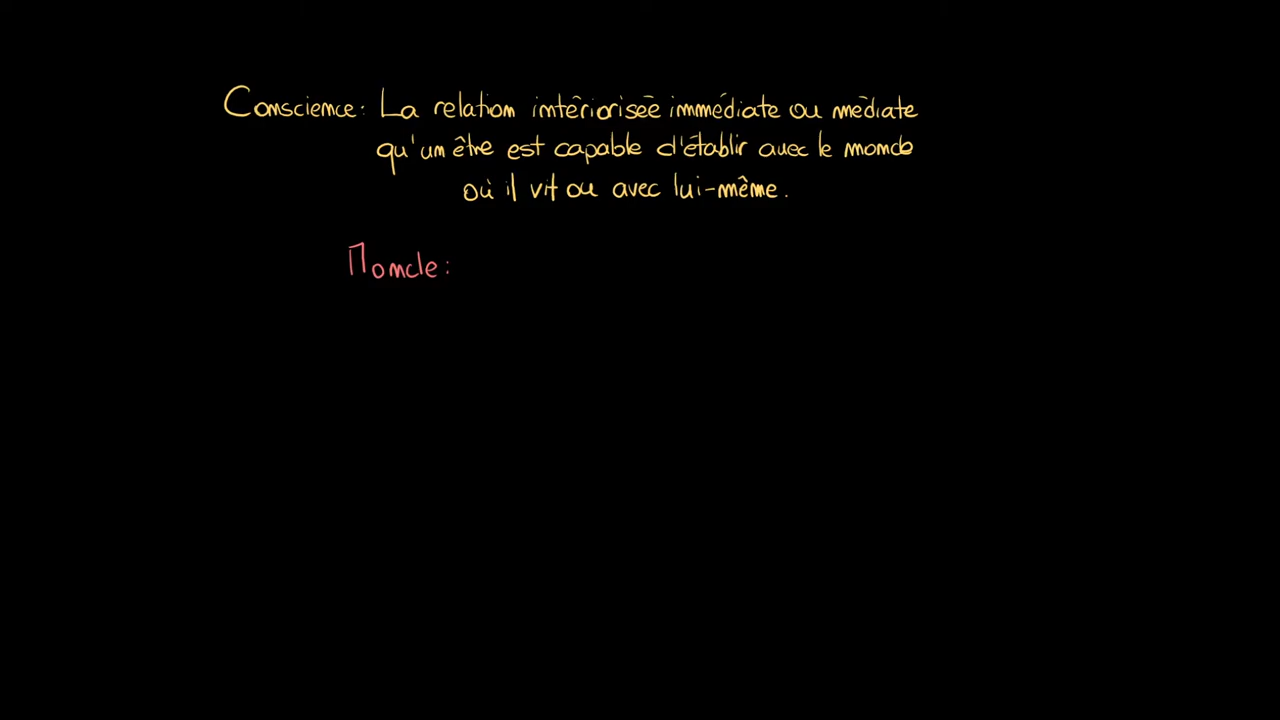 Conscience: La relation intériorisée immédiate ou médiate
qu'un être est capable d'établir avec le monde
où il vit ou avec lui-même.
Monde: